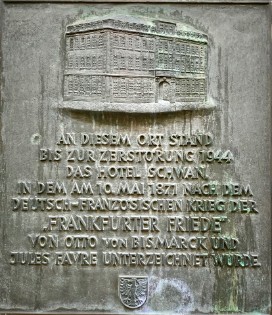 AN DIESEM ORT STAND
BIS ZUR ZERSTÖRUNG 1944
DAS HOTEL SCHWAN,
IN DEM AM 10. MAI 1871 NACH DEM
DEUTSCH-FRANZÖSISCHEN KRIEG DER
„FRANKFURTER FRIEDE”
VON OTTO VON BISMARCK UND
JULES FAVRE UNTERZEICHNET WURDE.